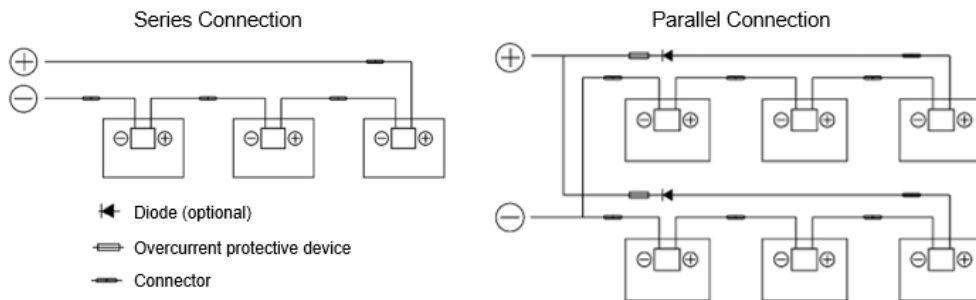 Series Connection
Parallel Connection
Diode (optional)
Overcurrent protective device
Connector